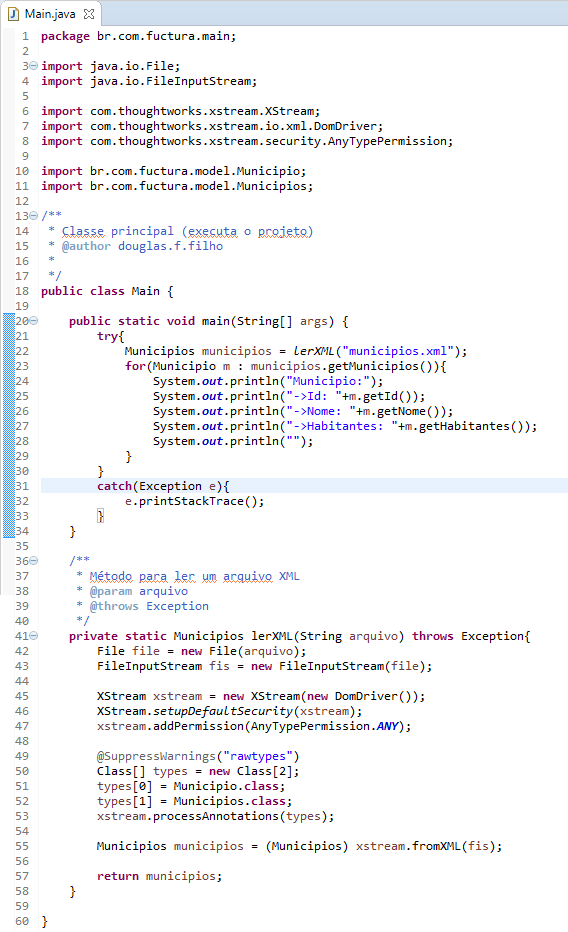 Main.java
1 package br.com.fuctura.main;
2
3 import java.io.File;
4 import java.io.FileInputStream;
5
6 import com.thoughtworks.xstream.XStream;
7 import com.thoughtworks.xstream.io.xml.DomDriver;
8 import com.thoughtworks.xstream.security.AnyTypePermission;
9
10 import br.com.fuctura.model.Municipio;
11 import br.com.fuctura.model.Municipios;
12
13 /**
14  * Classe principal (executa o projeto)
15  * @author douglas.f.filho
16  *
17  */
18 public class Main {
19
20     public static void main(String[] args) {
21         try{
22             Municipios municipios = lerXML("municipios.xml");
23             for(Municipio m : municipios.getMunicipios()){
24                 System.out.println("Municipio:");
25                 System.out.println("->Id: "+m.getId());
26                 System.out.println("->Nome: "+m.getNome());
27                 System.out.println("->Habitantes: "+m.getHabitantes());
28                 System.out.println("");
29             }
30         }
31         catch(Exception e){
32             e.printStackTrace();
33         }
34     }
35
36     /**
37      * Método para ler um arquivo XML
38      * @param arquivo
39      * @throws Exception
40      */
41     private static Municipios lerXML(String arquivo) throws Exception{
42         File file = new File(arquivo);
43         FileInputStream fis = new FileInputStream(file);
44
45         XStream xstream = new XStream(new DomDriver());
46         XStream.setupDefaultSecurity(xstream);
47         xstream.addPermission(AnyTypePermission.ANY);
48
49         @SuppressWarnings("rawtypes")
50         Class[] types = new Class[2];
51         types[0] = Municipio.class;
52         types[1] = Municipios.class;
53         xstream.processAnnotations(types);
54
55         Municipios municipios = (Municipios) xstream.fromXML(fis);
56
57         return municipios;
58     }
59
60 }